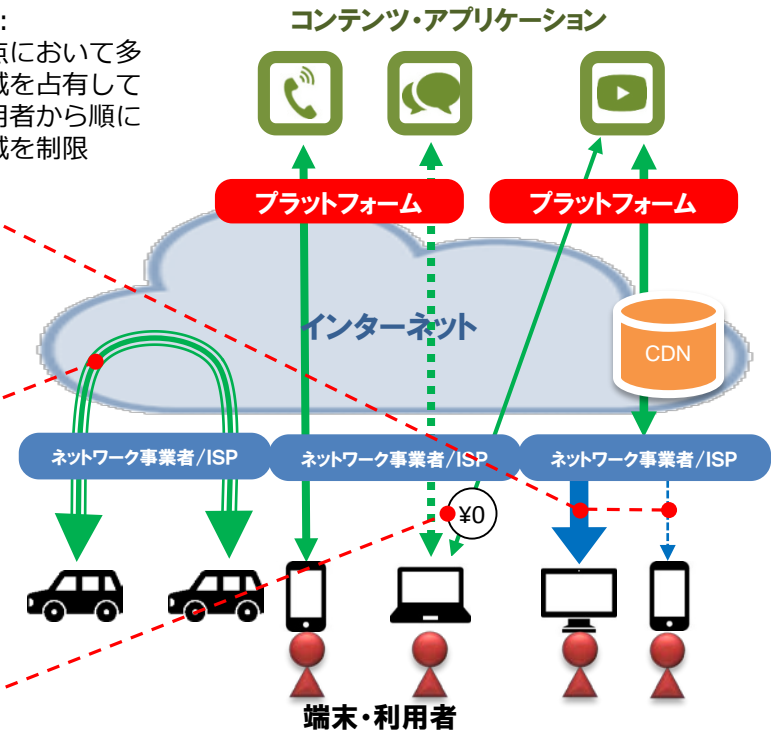 コンテンツ・アプリケーション
:
点において多
域を占有して
用者から順に
域を制限
プラットフォーム
プラットフォーム
インターネット
CDN
ネットワーク事業者/ISP
ネットワーク事業者/ISP
ネットワーク事業者/ISP
¥0
端末・利用者